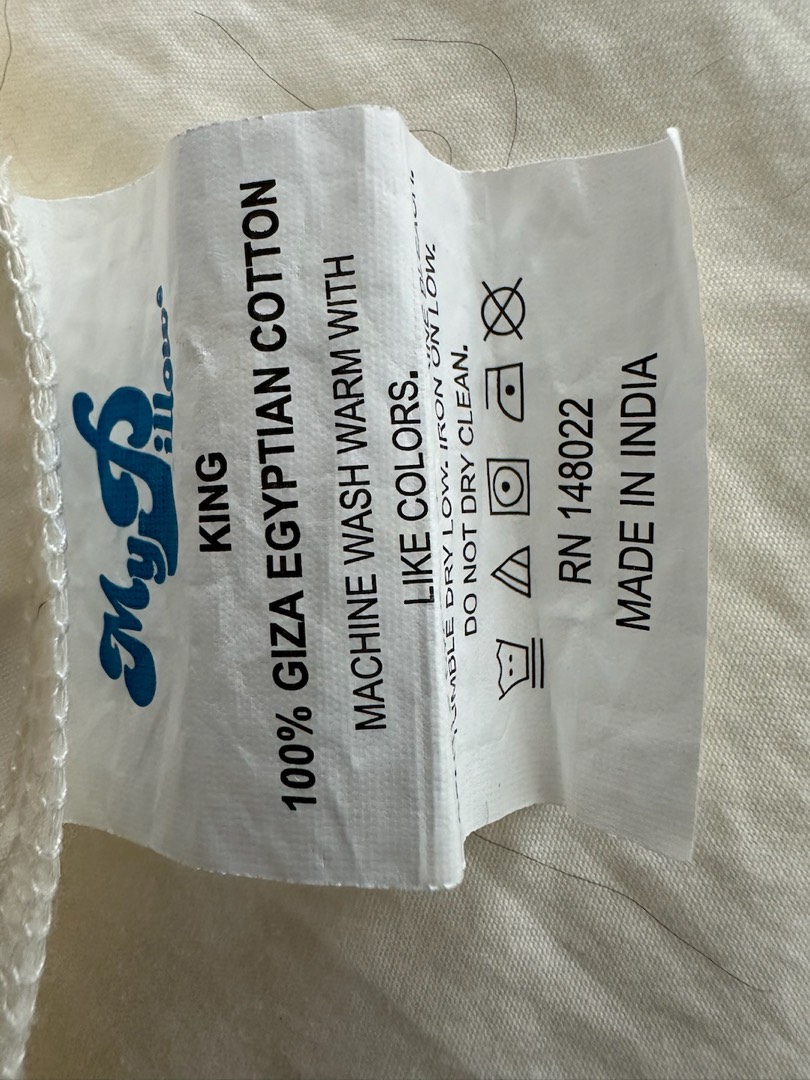 MyPillow®
KING
100% GIZA EGYPTIAN COTTON
MACHINE WASH WARM WITH
LIKE COLORS.
TUMBLE DRY LOW. IRON ON LOW.
DO NOT DRY CLEAN.
RN 148022
MADE IN INDIA